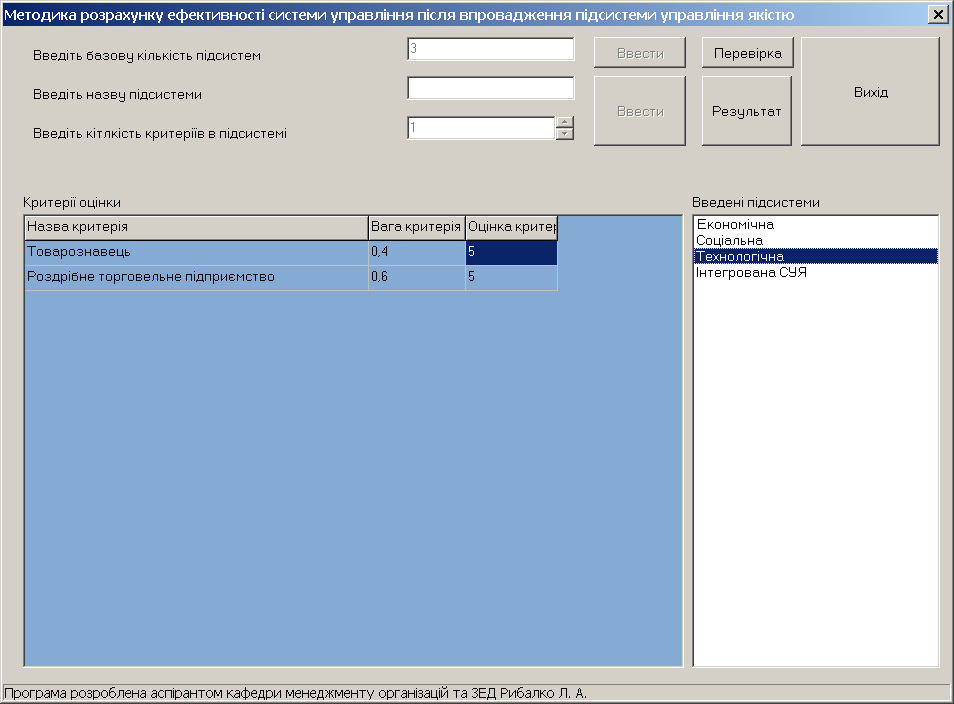 Методика розрахунку ефективності системи управління після впровадження підсистеми управління якістю
Введіть базову кількість підсистем
3
Ввести
Перевірка
Вихід
Введіть назву підсистеми
Ввести
Результат
Введіть кітлкість критеріїв в підсистемі
1
Критерії оцінки
Введені підсистеми
Назва критерія Вага критерія Оцінка критер
Товарознавець 0,4 5
Роздрібне торговельне підприємство 0,6 5
Економічна
Соціальна
Технологічна
Інтегрована СУЯ
Програма розроблена аспірантом кафедри менеджменту організацій та ЗЕД Рибалко Л. А.